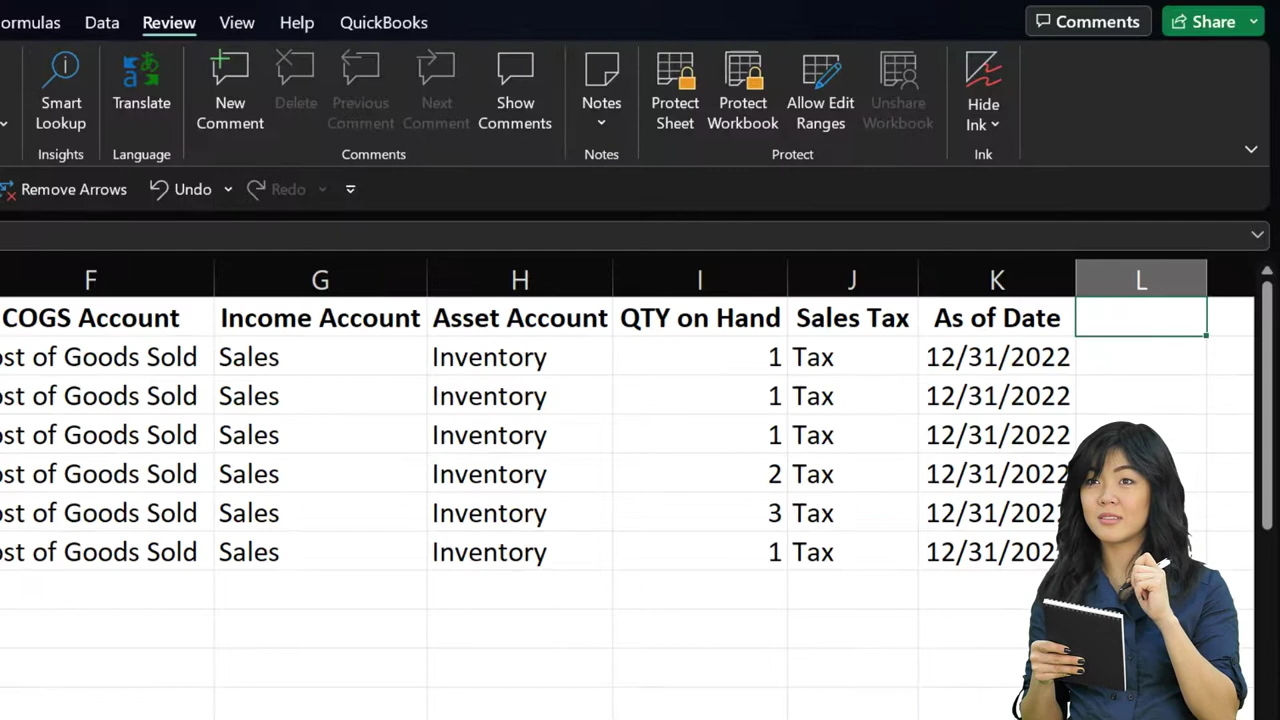 ormulas Data Review View Help QuickBooks Comments Share
Smart Lookup
Translate
New Comment
Delete
Previous Comment
Next Comment
Show Comments
Notes
Protect Sheet
Protect Workbook
Allow Edit Ranges
Unshare Workbook
Hide Ink
Insights Language Comments Notes Protect Ink
Remove Arrows Undo Redo
F G H I J K L
COGS Account Income Account Asset Account QTY on Hand Sales Tax As of Date
ost of Goods Sold Sales Inventory 1 Tax 12/31/2022
ost of Goods Sold Sales Inventory 1 Tax 12/31/2022
ost of Goods Sold Sales Inventory 1 Tax 12/31/2022
ost of Goods Sold Sales Inventory 2 Tax 12/31/2022
ost of Goods Sold Sales Inventory 3 Tax 12/31/202
ost of Goods Sold Sales Inventory 1 Tax 12/31/202